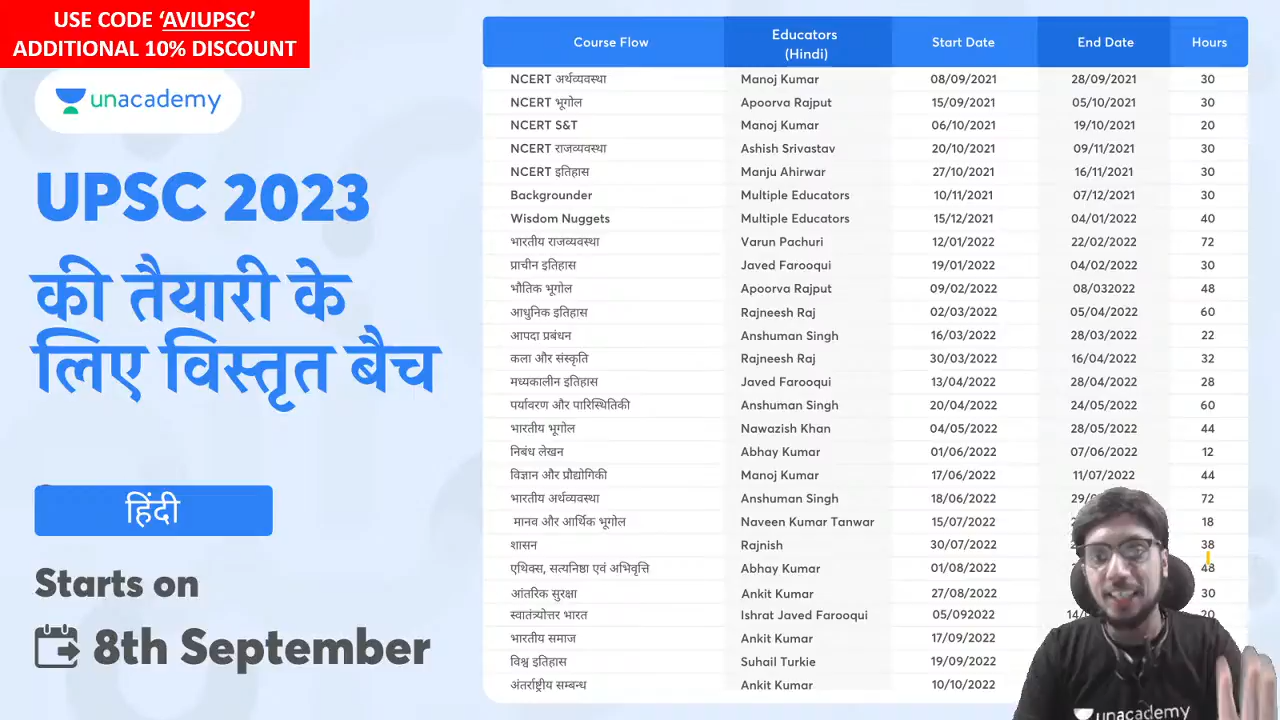 USE CODE ‘AVIUPSC’
ADDITIONAL 10% DISCOUNT
unacademy
UPSC 2023
की तैयारी के
लिए विस्तृत बैच
हिंदी
Starts on
8th September
Course Flow Educators (Hindi) Start Date End Date Hours
NCERT अर्थव्यवस्था Manoj Kumar 08/09/2021 28/09/2021 30
NCERT भूगोल Apoorva Rajput 15/09/2021 05/10/2021 30
NCERT S&T Manoj Kumar 06/10/2021 19/10/2021 20
NCERT राजव्यवस्था Ashish Srivastav 20/10/2021 09/11/2021 30
NCERT इतिहास Manju Ahirwar 27/10/2021 16/11/2021 30
Backgrounder Multiple Educators 10/11/2021 07/12/2021 30
Wisdom Nuggets Multiple Educators 15/12/2021 04/01/2022 40
भारतीय राजव्यवस्था Varun Pachuri 12/01/2022 22/02/2022 72
प्राचीन इतिहास Javed Farooqui 19/01/2022 04/02/2022 30
भौतिक भूगोल Apoorva Rajput 09/02/2022 08/032022 48
आधुनिक इतिहास Rajneesh Raj 02/03/2022 05/04/2022 60
आपदा प्रबंधन Anshuman Singh 16/03/2022 28/03/2022 22
कला और संस्कृति Rajneesh Raj 30/03/2022 16/04/2022 32
मध्यकालीन इतिहास Javed Farooqui 13/04/2022 28/04/2022 28
पर्यावरण और पारिस्थितिकी Anshuman Singh 20/04/2022 24/05/2022 60
भारतीय भूगोल Nawazish Khan 04/05/2022 28/05/2022 44
निबंध लेखन Abhay Kumar 01/06/2022 07/06/2022 12
विज्ञान और प्रौद्योगिकी Manoj Kumar 17/06/2022 11/07/2022 44
भारतीय अर्थव्यवस्था Anshuman Singh 18/06/2022 72
मानव और आर्थिक भूगोल Naveen Kumar Tanwar 15/07/2022 18
शासन Rajnish 30/07/2022 38
एथिक्स, सत्यनिष्ठा एवं अभिवृत्ति Abhay Kumar 01/08/2022 48
आंतरिक सुरक्षा Ankit Kumar 27/08/2022 30
स्वातंत्र्योत्तर भारत Ishrat Javed Farooqui 05/092022 20
भारतीय समाज Ankit Kumar 17/09/2022
विश्व इतिहास Suhail Turkie 19/09/2022
अंतर्राष्ट्रीय सम्बन्ध Ankit Kumar 10/10/2022
unacademy